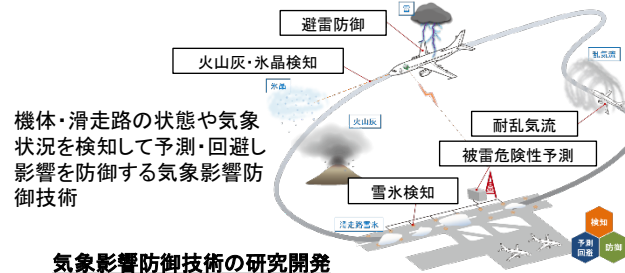 雷
避雷防御
火山灰・氷晶検知
氷晶
乱気流
火山灰
耐乱気流
機体・滑走路の状態や気象
状況を検知して予測・回避し
影響を防御する気象影響防
御技術
被雷危険性予測
雪氷検知
滑走路雪氷
検知
予測
回避
防御
気象影響防御技術の研究開発